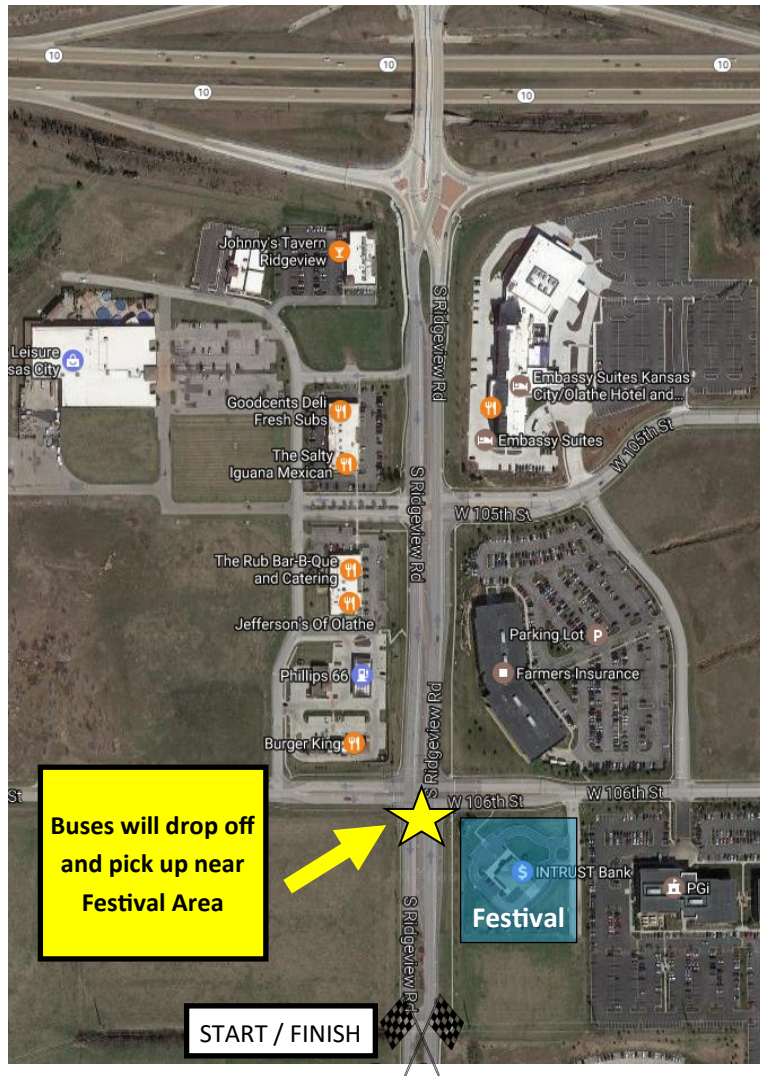 10
10
10
10
Johnny's Tavern
Ridgeview
S Ridgeview Rd
S Ridgeview Rd
Leisure
sas City
Embassy Suites Kansas
City/Olathe Hotel and...
Goodcents Deli
Fresh Subs
Embassy Suites
The Salty
Iguana Mexican
W 105th St
S Ridgeview Rd
W 105th St
The Rub Bar-B-Que
and Catering
Jefferson's Of Olathe
Parking Lot
P
Phillips 66
Farmers Insurance
S Ridgeview Rd
Burger King
St
W 106th St
W 106th St
Buses will drop off
and pick up near
Festival Area
$
INTRUST Bank
PGi
Festival
S Ridgeview Rd
START / FINISH